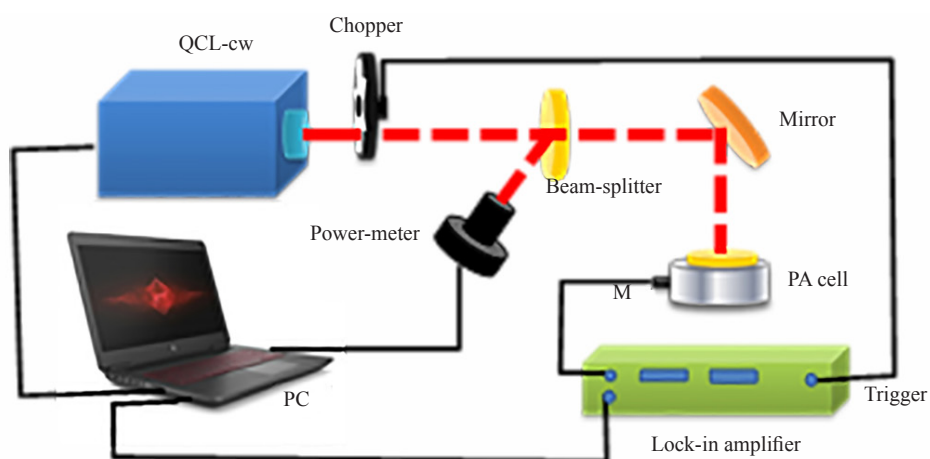 Chopper
QCL-cw
Mirror
Beam-splitter
Power-meter
M
PA cell
PC
Trigger
Lock-in amplifier